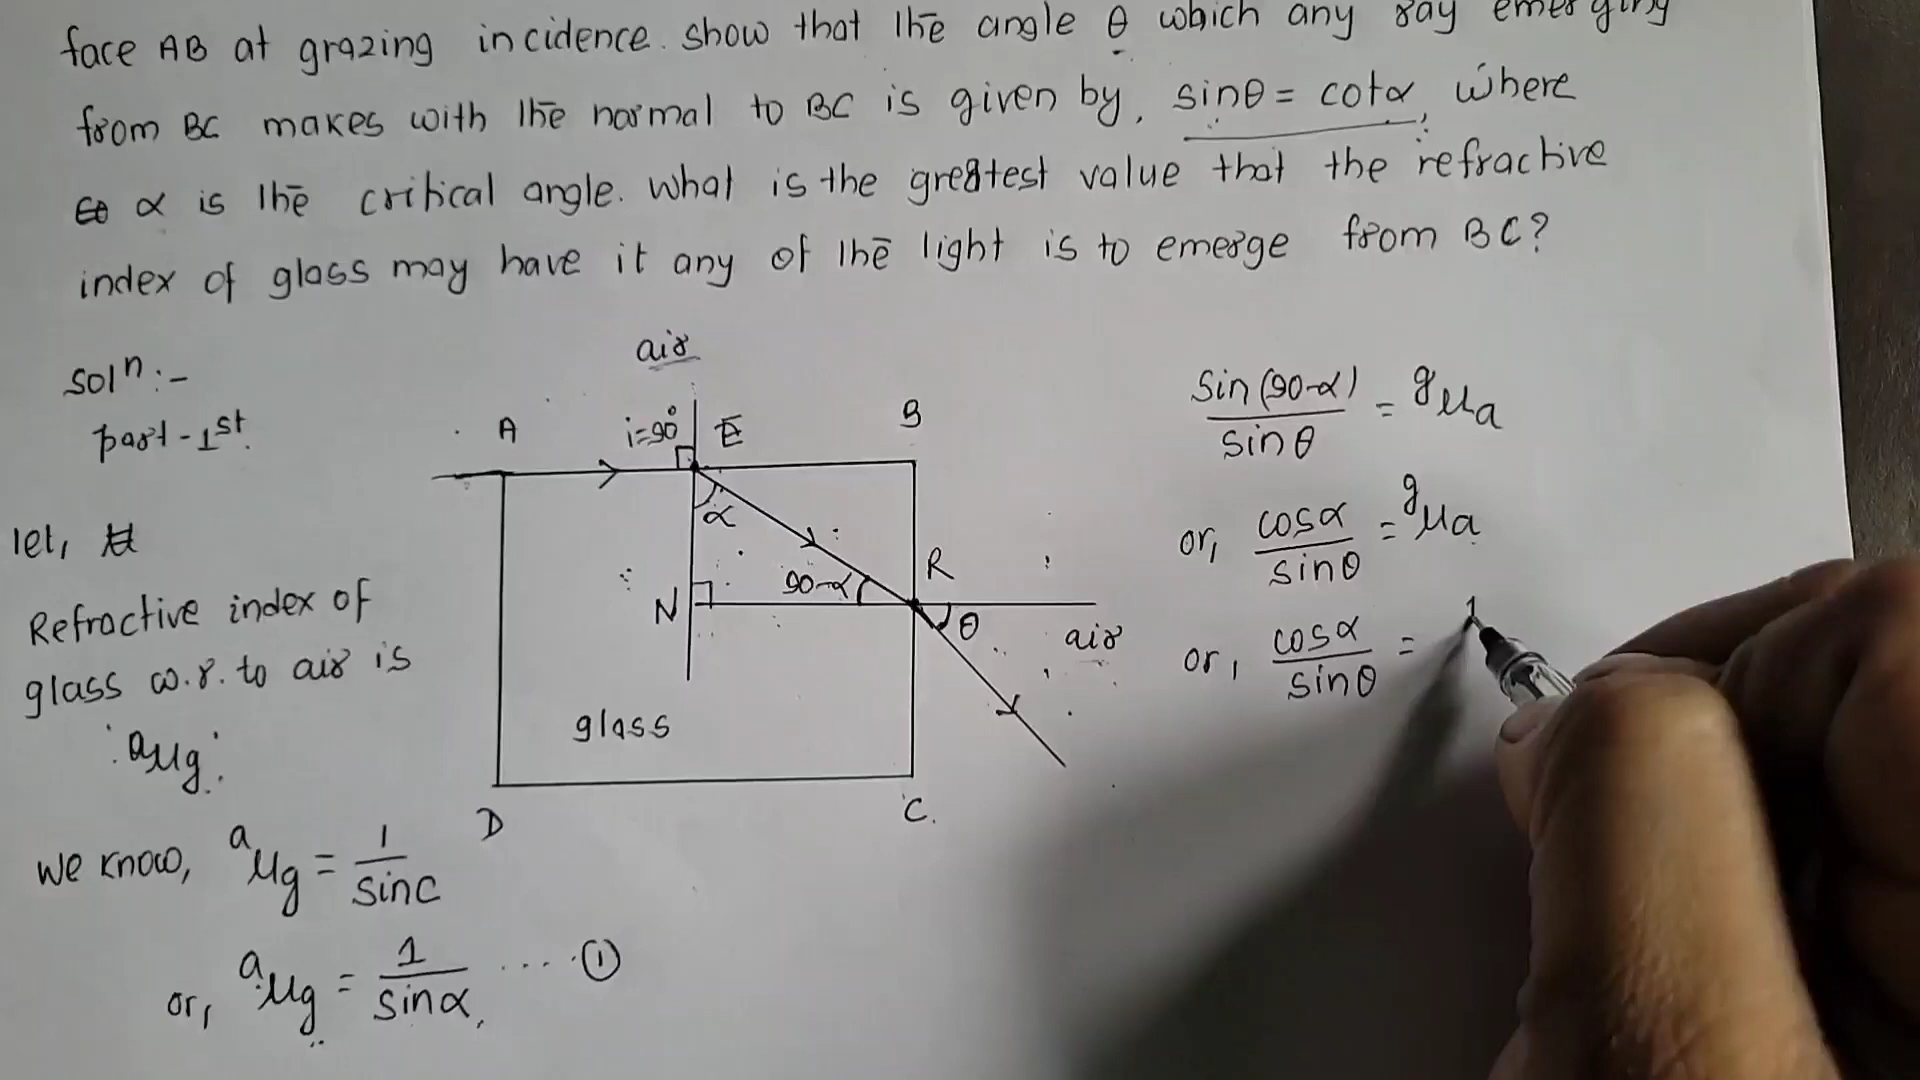 face AB at grazing incidence. show that the angle θ which any ray emerging
from BC makes with the normal to BC is given by, sinθ = cotα, where
α is the critical angle. What is the greatest value that the refractive
index of glass may have it any of the light is to emerge from BC?
Solⁿ :-
part - 1st.
let,
Refractive index of
glass w.r. to air is
'ᵃμg'.
we know, ᵃμg = 1/sinc
or, ᵃμg = 1/sinα, .... ①
air
A
i=90°
E
B
α
90-α
R
N
θ
air
glass
D
C.
Sin(90-α)/sinθ = ᵍμa
or, cosα/sinθ = ᵍμa
or, cosα/sinθ = 1